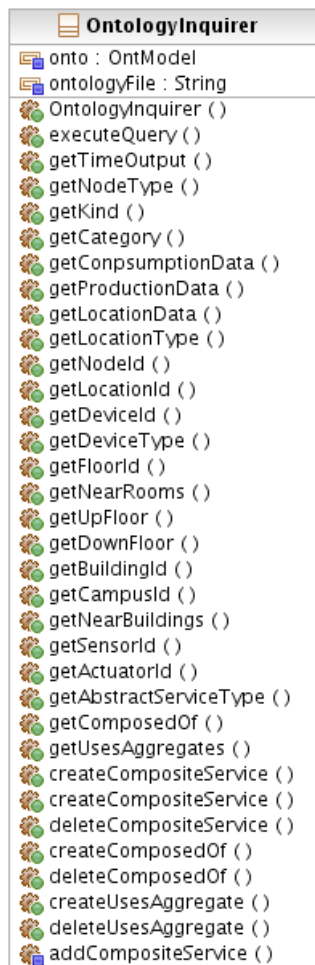 OntologyInquirer
onto : OntModel
ontologyFile : String
OntologyInquirer ( )
executeQuery ( )
getTimeOutput ( )
getNodeType ( )
getKind ( )
getCategory ( )
getConpsumptionData ( )
getProductionData ( )
getLocationData ( )
getLocationType ( )
getNodeId ( )
getLocationId ( )
getDeviceId ( )
getDeviceType ( )
getFloorId ( )
getNearRooms ( )
getUpFloor ( )
getDownFloor ( )
getBuildingId ( )
getCampusId ( )
getNearBuildings ( )
getSensorId ( )
getActuatorId ( )
getAbstractServiceType ( )
getComposedOf ( )
getUsesAggregates ( )
createCompositeService ( )
createCompositeService ( )
deleteCompositeService ( )
createComposedOf ( )
deleteComposedOf ( )
createUsesAggregate ( )
deleteUsesAggregate ( )
addCompositeService ( )